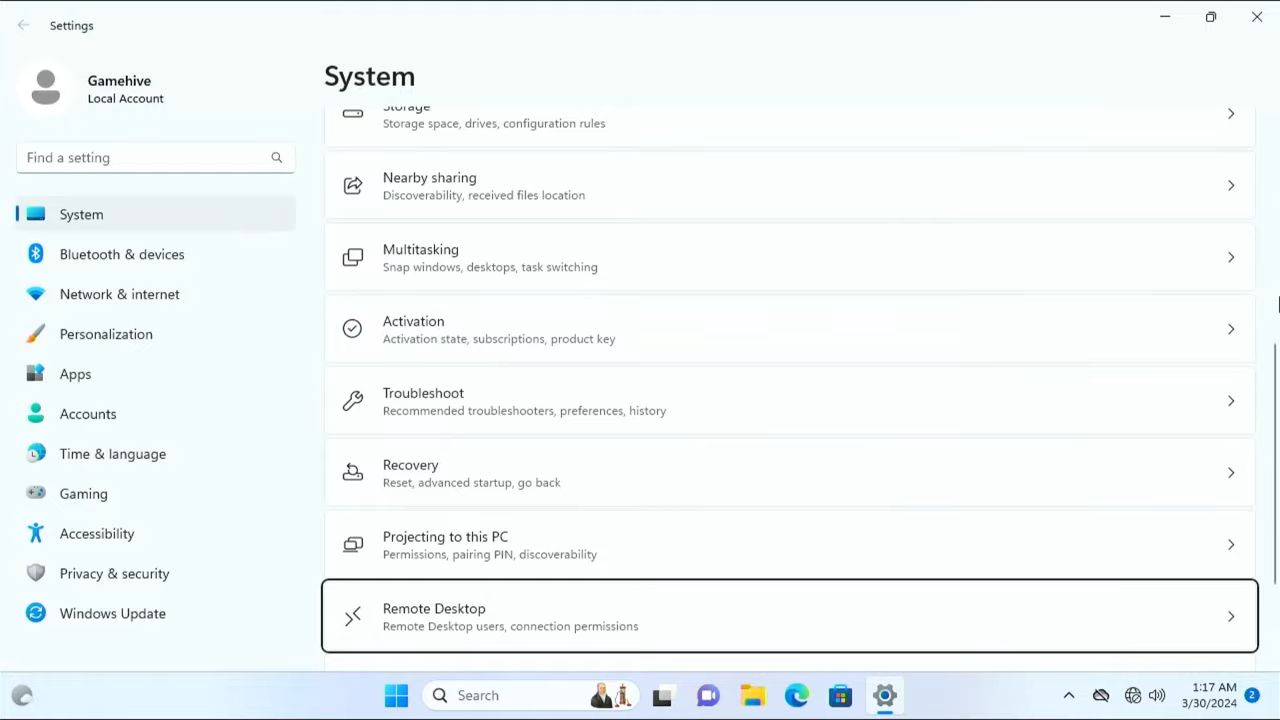 Settings
Gamehive
Local Account
Find a setting
System
Bluetooth & devices
Network & internet
Personalization
Apps
Accounts
Time & language
Gaming
Accessibility
Privacy & security
Windows Update
System
Storage
Storage space, drives, configuration rules
Nearby sharing
Discoverability, received files location
Multitasking
Snap windows, desktops, task switching
Activation
Activation state, subscriptions, product key
Troubleshoot
Recommended troubleshooters, preferences, history
Recovery
Reset, advanced startup, go back
Projecting to this PC
Permissions, pairing PIN, discoverability
Remote Desktop
Remote Desktop users, connection permissions
Search
1:17 AM
3/30/2024
2